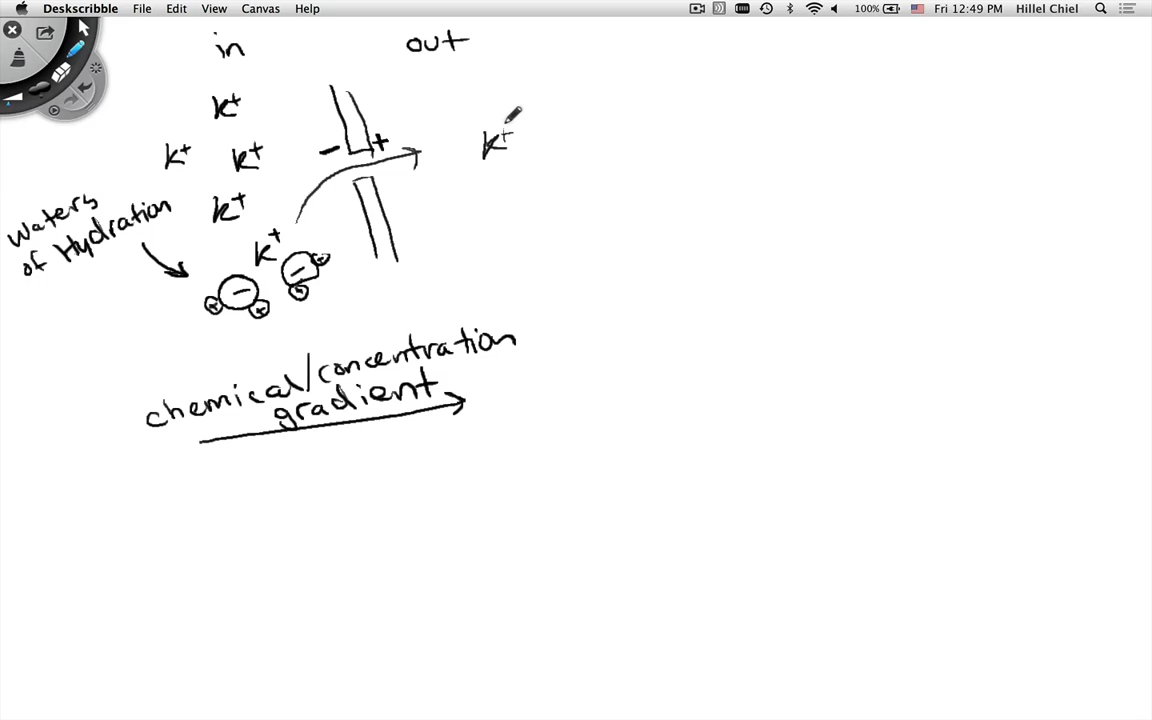 Deskscribble File Edit View Canvas Help 100% Fri 12:49 PM Hillel Chiel
in out
K+
K+ K+
K+
K+
K+
- +
Waters
of Hydration
K+
-
+ +
-
+ +
chemical/concentration
gradient